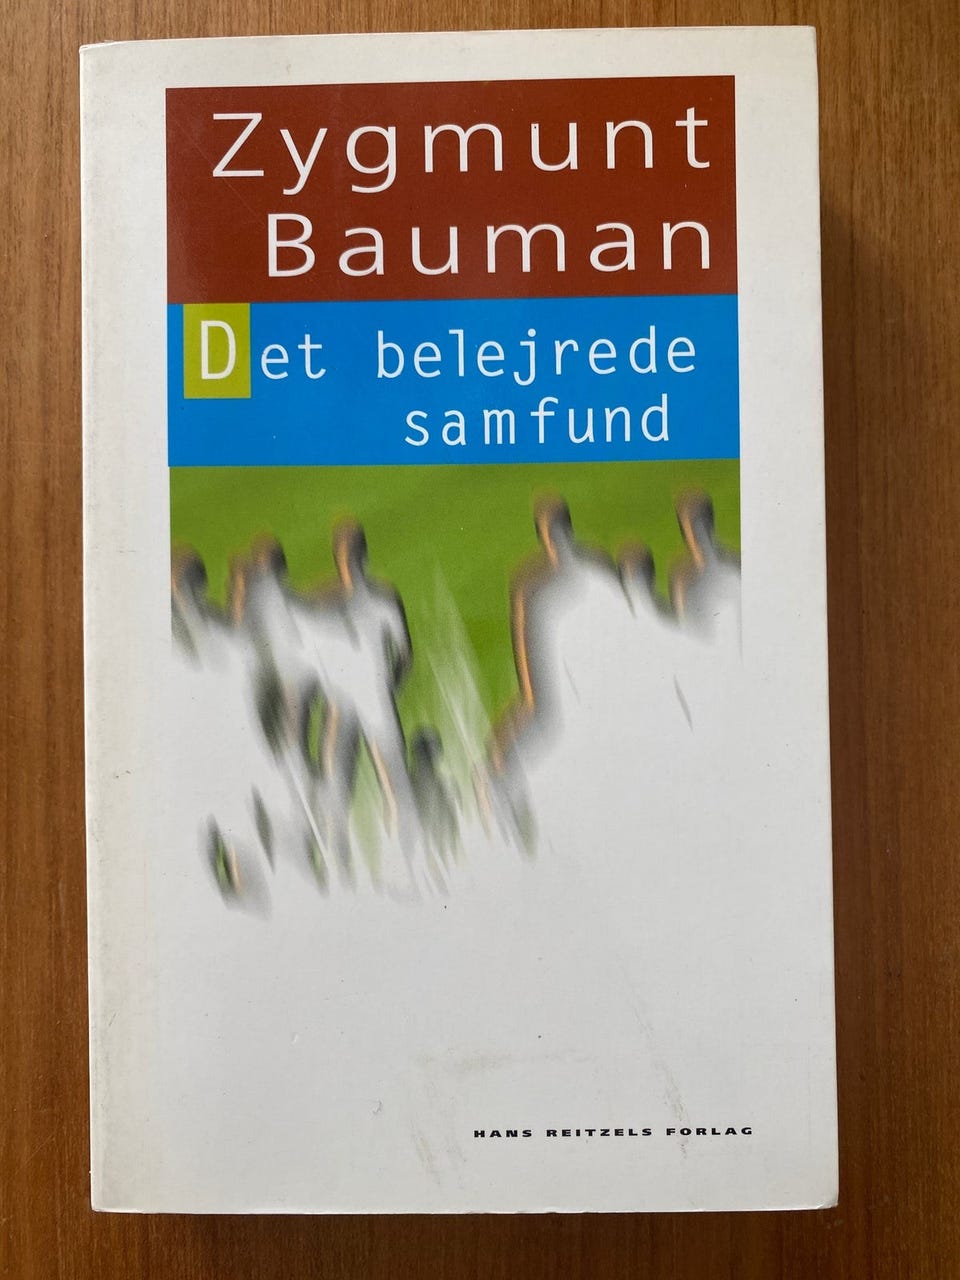 Zygmunt
Bauman
Det belejrede
samfund
HANS REITZELS FORLAG